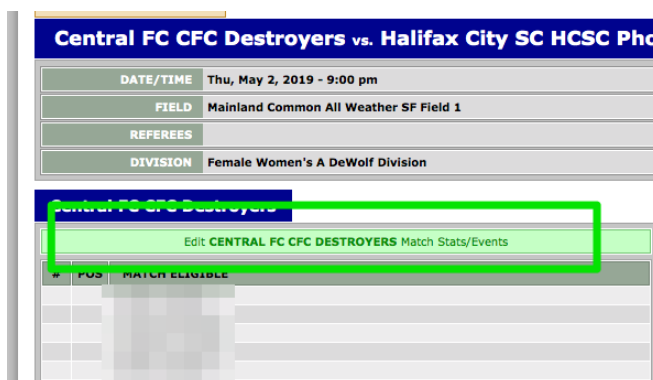 Central FC CFC Destroyers vs. Halifax City SC HCSC Pho
DATE/TIME Thu, May 2, 2019 - 9:00 pm
FIELD Mainland Common All Weather SF Field 1
REFEREES
DIVISION Female Women's A DeWolf Division
Central FC CFC Destroyers
Edit CENTRAL FC CFC DESTROYERS Match Stats/Events
# POS MATCH ELIGIBLE